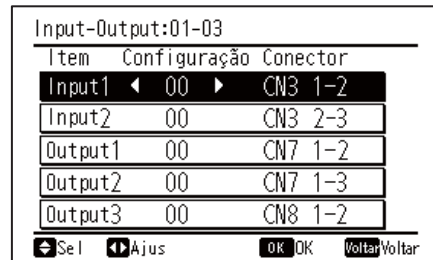 Input-Output:01-03
Item Configuração Conector
Input1 ◀ 00 ▶ CN3 1-2
Input2 00 CN3 2-3
Output1 00 CN7 1-2
Output2 00 CN7 1-3
Output3 00 CN8 1-2
Sel Ajus OK OK Voltar Voltar